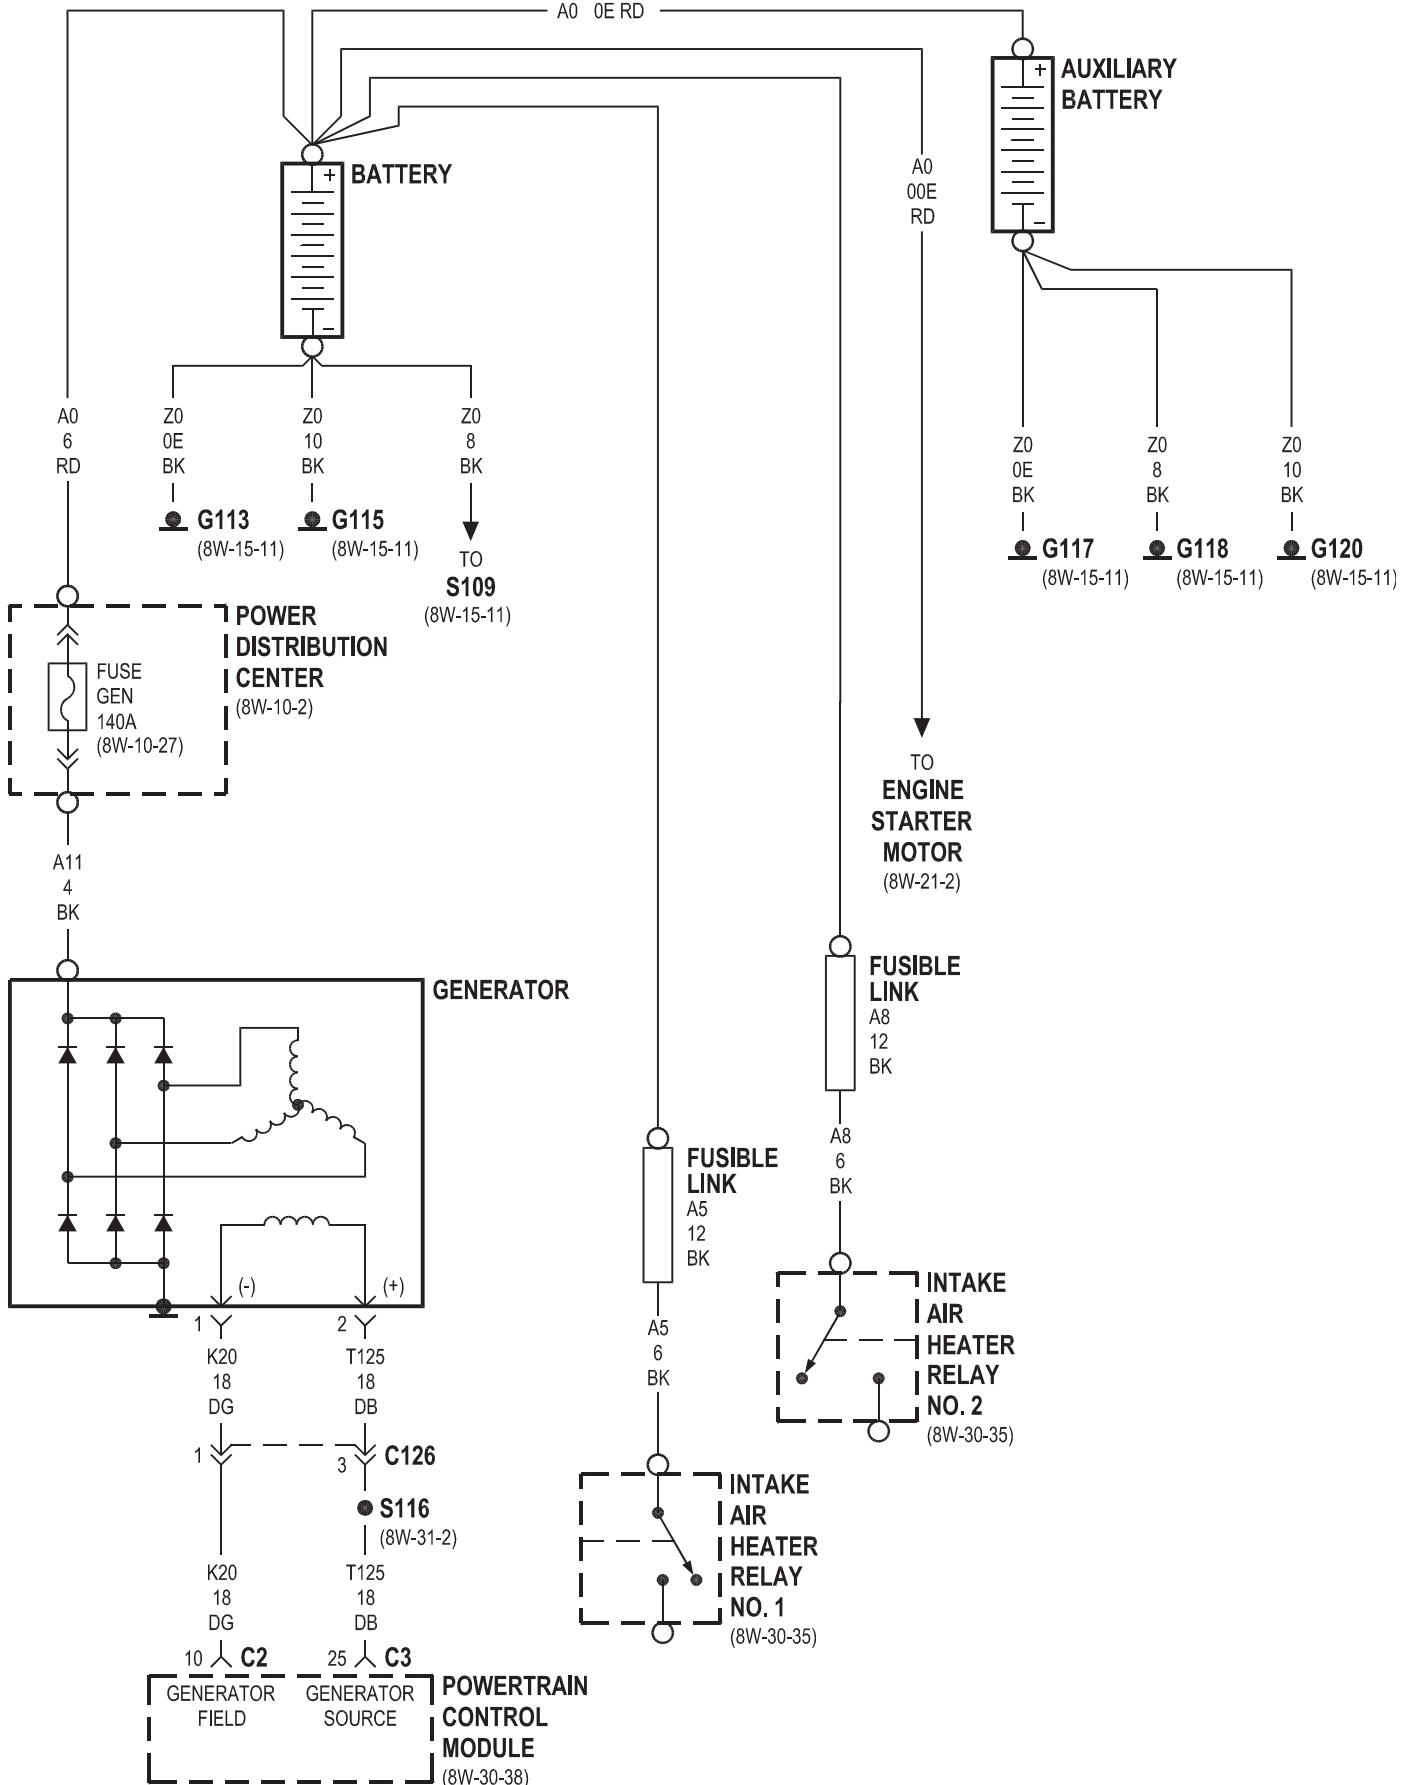 A0 0E RD
+
AUXILIARY
BATTERY
–
+
BATTERY
–
A0
00E
RD
A0
6
RD
Z0
0E
BK
Z0
10
BK
Z0
8
BK
Z0
0E
BK
Z0
8
BK
Z0
10
BK
G113
(8W-15-11)
G115
(8W-15-11)
TO
S109
(8W-15-11)
G117
(8W-15-11)
G118
(8W-15-11)
G120
(8W-15-11)
POWER
DISTRIBUTION
CENTER
(8W-10-2)
FUSE
GEN
140A
(8W-10-27)
TO
ENGINE
STARTER
MOTOR
(8W-21-2)
A11
4
BK
GENERATOR
FUSIBLE
LINK
A8
12
BK
A8
6
BK
FUSIBLE
LINK
A5
12
BK
A5
6
BK
(-)
(+)
1
2
K20
18
DG
T125
18
DB
1
3
C126
S116
(8W-31-2)
K20
18
DG
T125
18
DB
10
C2
25
C3
GENERATOR
FIELD
GENERATOR
SOURCE
POWERTRAIN
CONTROL
MODULE
(8W-30-38)
INTAKE
AIR
HEATER
RELAY
NO. 2
(8W-30-35)
INTAKE
AIR
HEATER
RELAY
NO. 1
(8W-30-35)